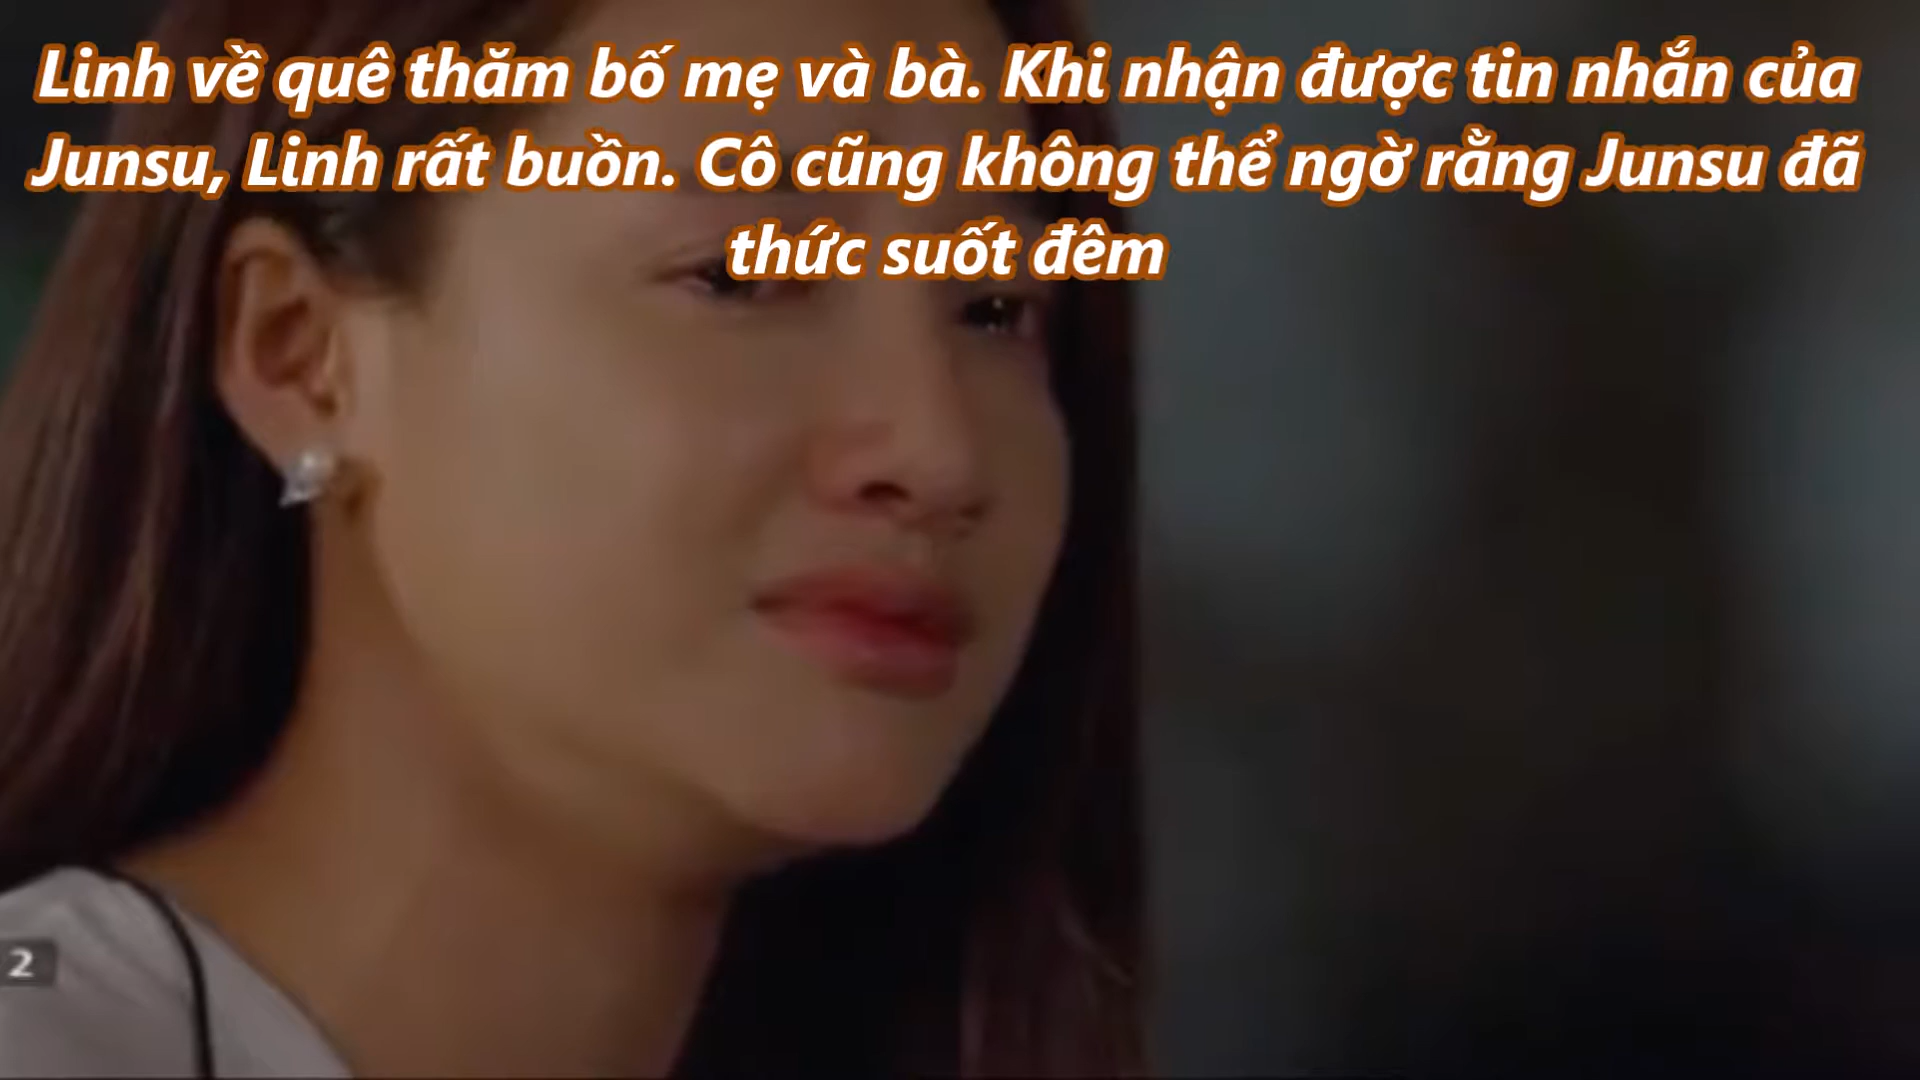 Linh về quê thăm bố mẹ và bà. Khi nhận được tin nhắn của
Junsu, Linh rất buồn. Cô cũng không thể ngờ rằng Junsu đã
thức suốt đêm
2